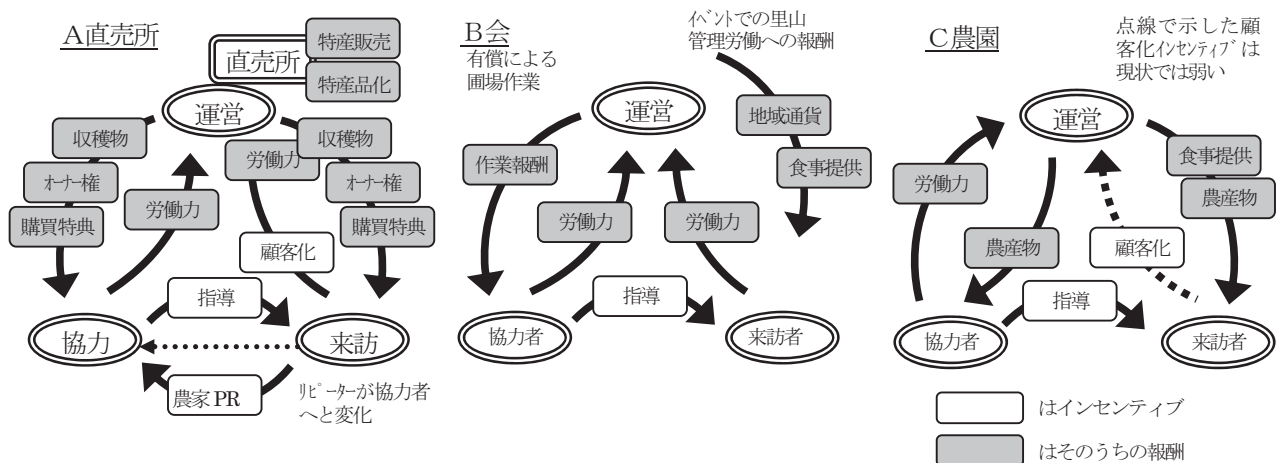 A直売所
直売所
特産販売
特産品化
運営
収穫物
オーナー権
購買特典
労働力
労働力
収穫物
オーナー権
購買特典
顧客化
指導
協力
来訪
農家PR
リピーターが協力者
へと変化
B会
有償による
圃場作業
イベントでの里山
管理労働への報酬
運営
作業報酬
労働力
労働力
地域通貨
食事提供
指導
協力者
来訪者
C農園
点線で示した顧
客化インセンティブは
現状では弱い
運営
労働力
農産物
顧客化
食事提供
農産物
指導
協力者
来訪者
はインセンティブ
はそのうちの報酬